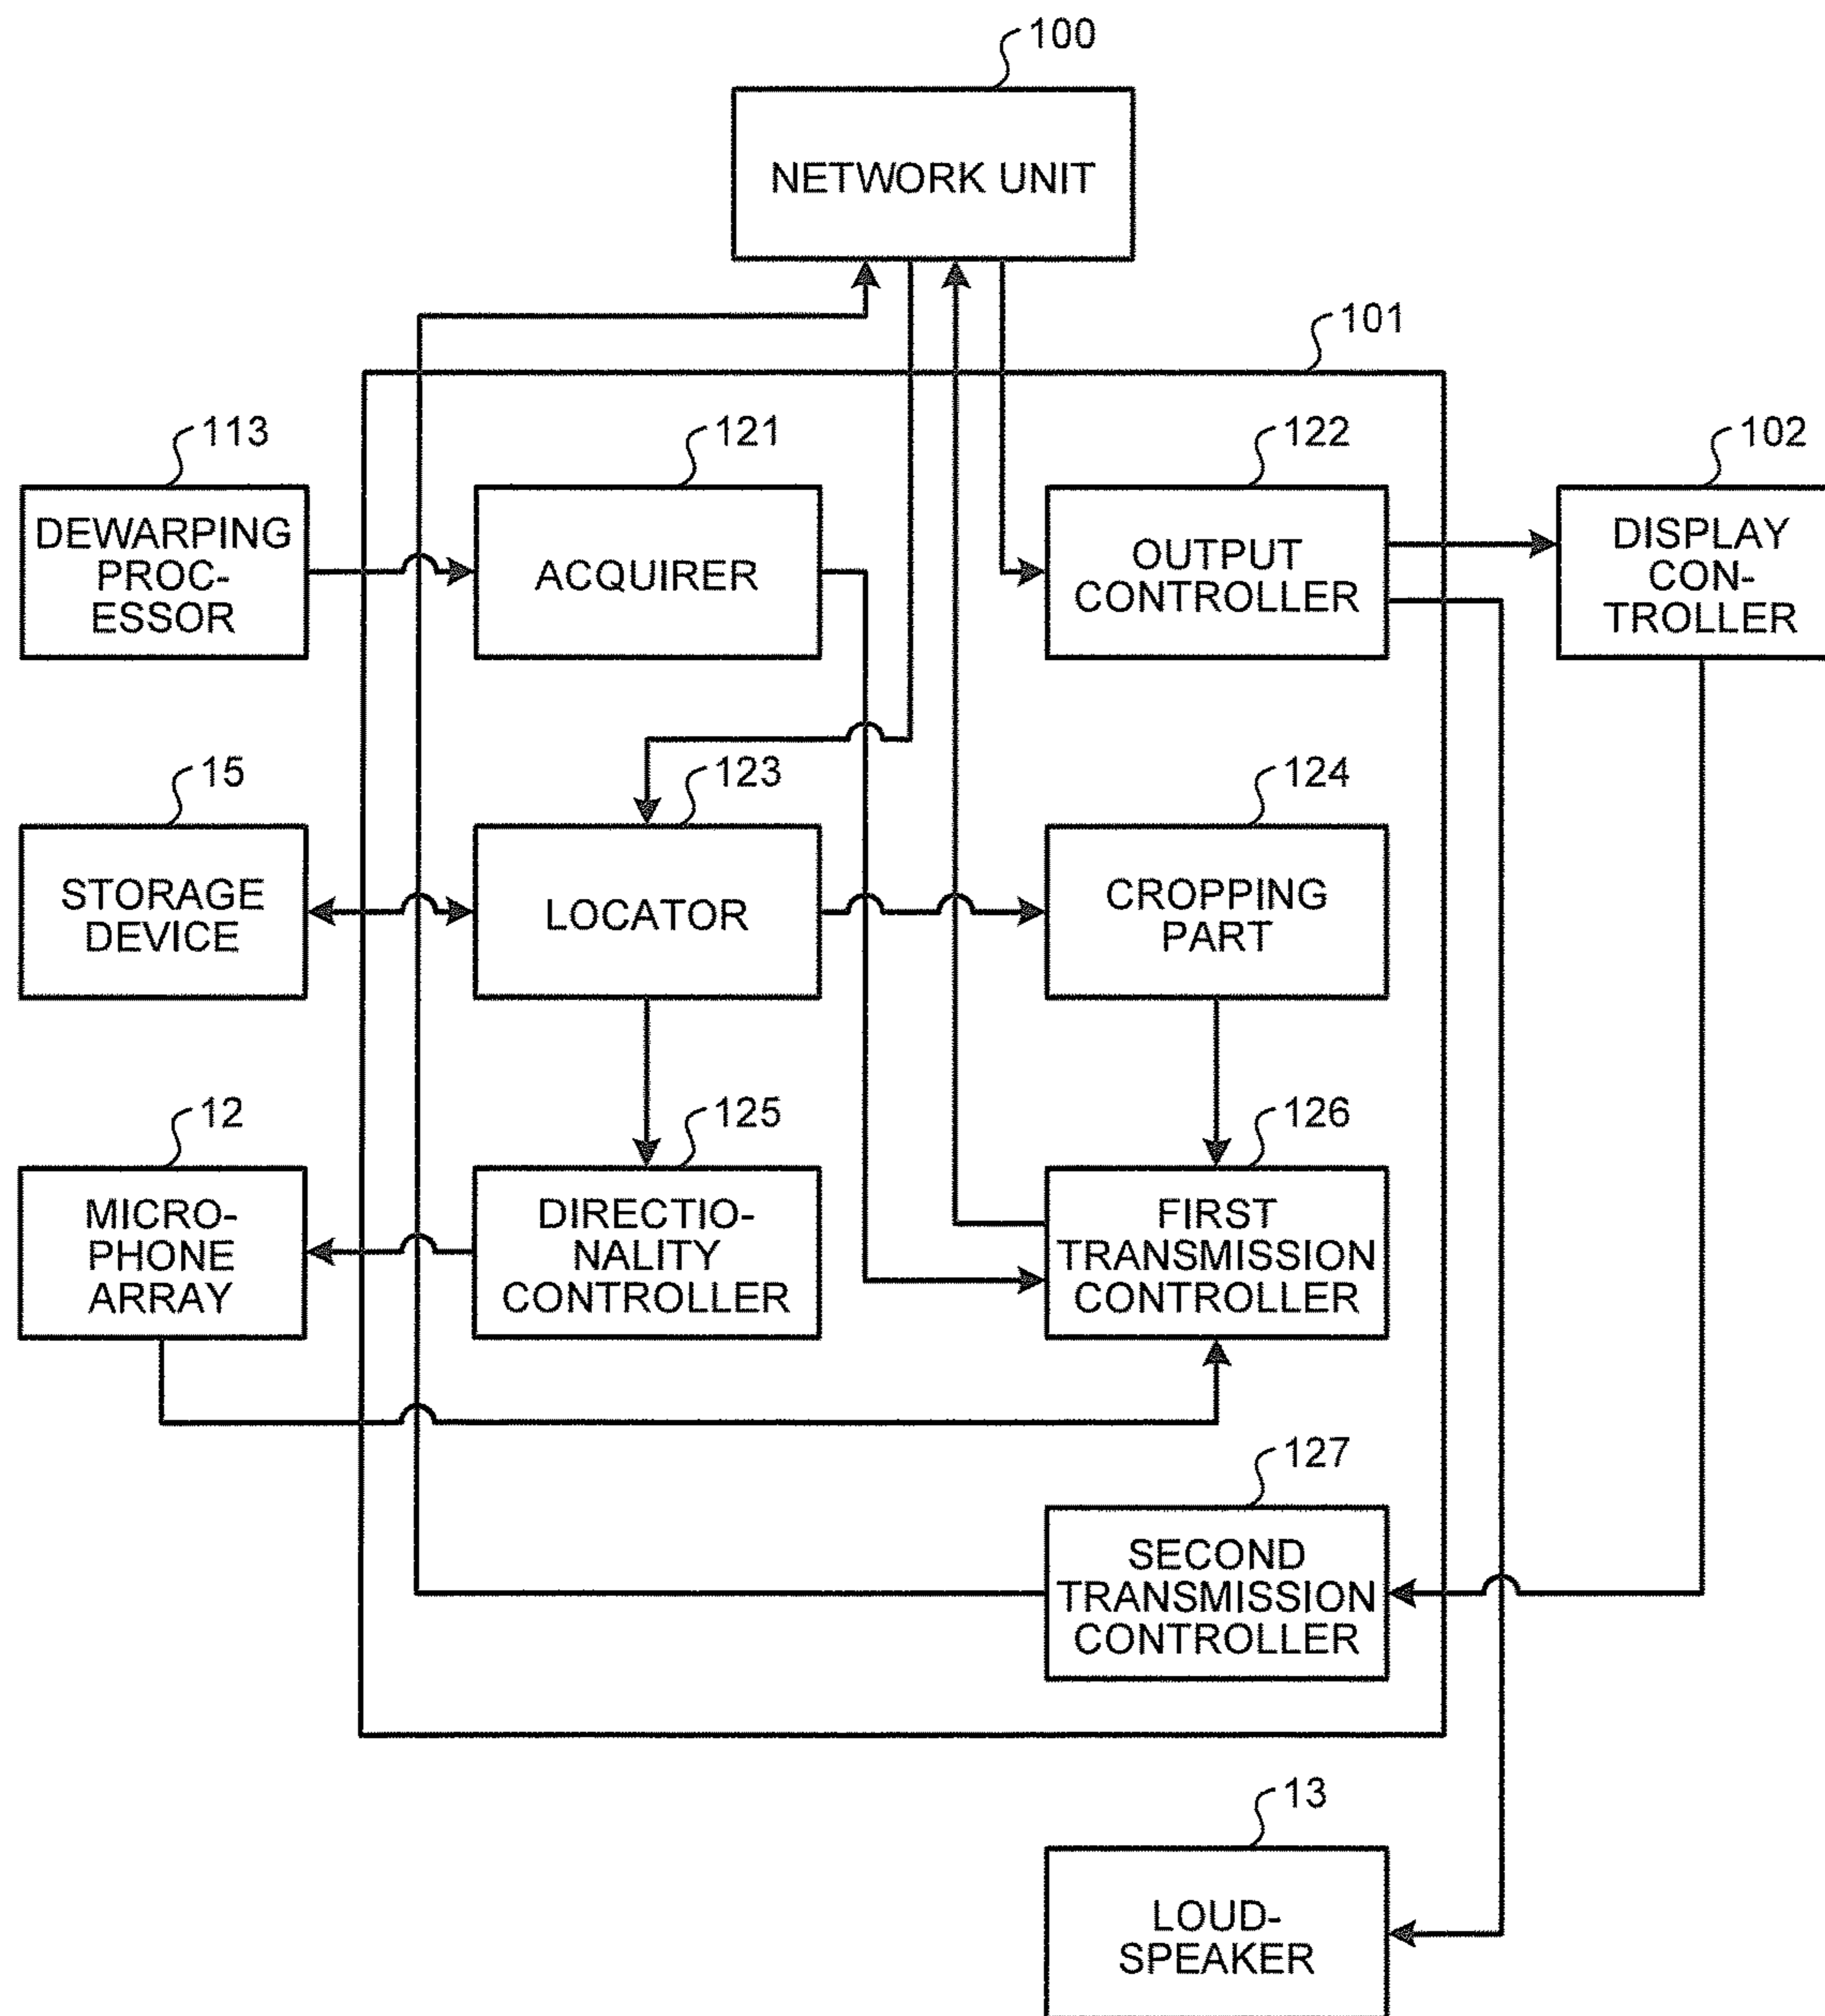 100
NETWORK UNIT
101
113
121
122
102
DEWARPING
PROC-
ESSOR
ACQUIRER
OUTPUT
CONTROLLER
DISPLAY
CON-
TROLLER
15
123
124
STORAGE
DEVICE
LOCATOR
CROPPING
PART
12
125
126
MICRO-
PHONE
ARRAY
DIRECTIO-
NALITY
CONTROLLER
FIRST
TRANSMISSION
CONTROLLER
127
SECOND
TRANSMISSION
CONTROLLER
13
LOUD-
SPEAKER